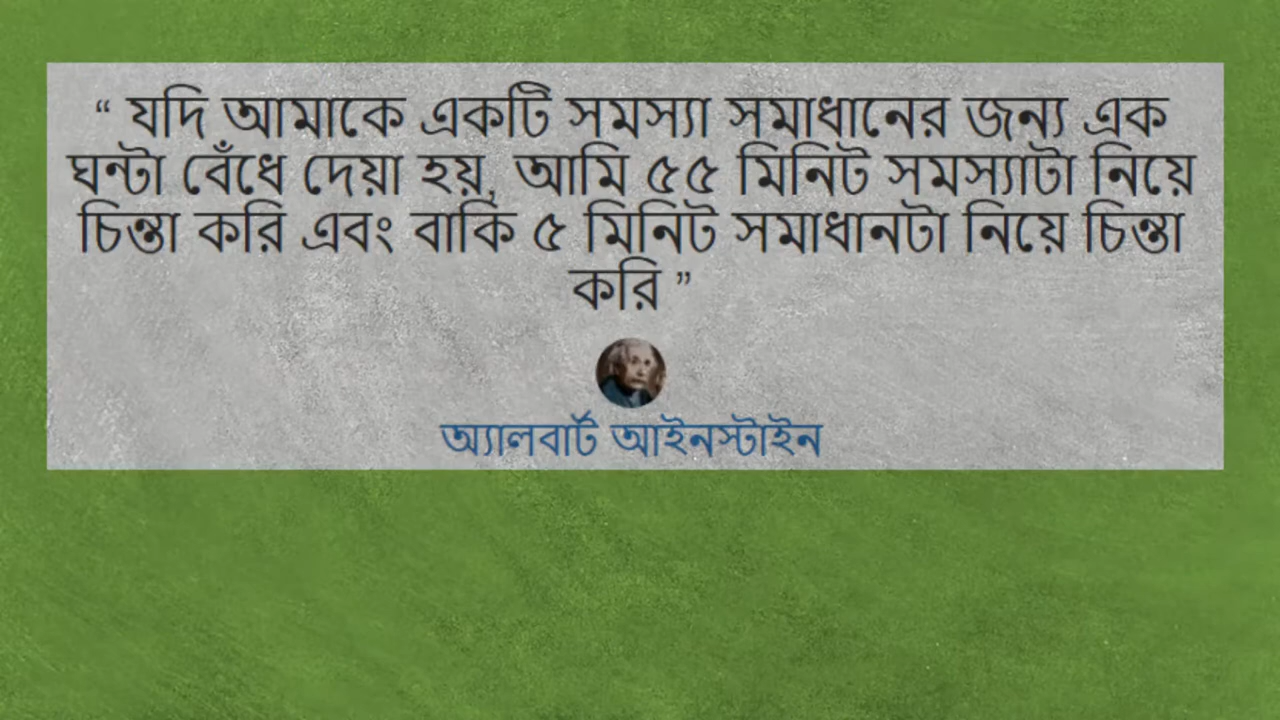 “ যদি আমাকে একটি সমস্যা সমাধানের জন্য এক
ঘন্টা বেঁধে দেয়া হয়, আমি ৫৫ মিনিট সমস্যাটা নিয়ে
চিন্তা করি এবং বাকি ৫ মিনিট সমাধানটা নিয়ে চিন্তা
করি ”
অ্যালবার্ট আইনস্টাইন